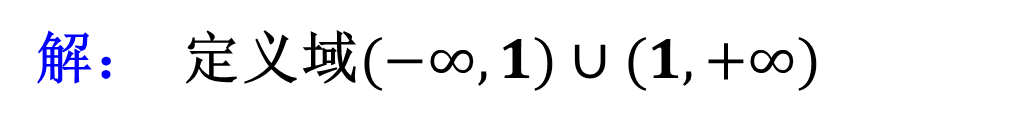 解： 定义域(−∞, 1) ∪ (1, +∞)